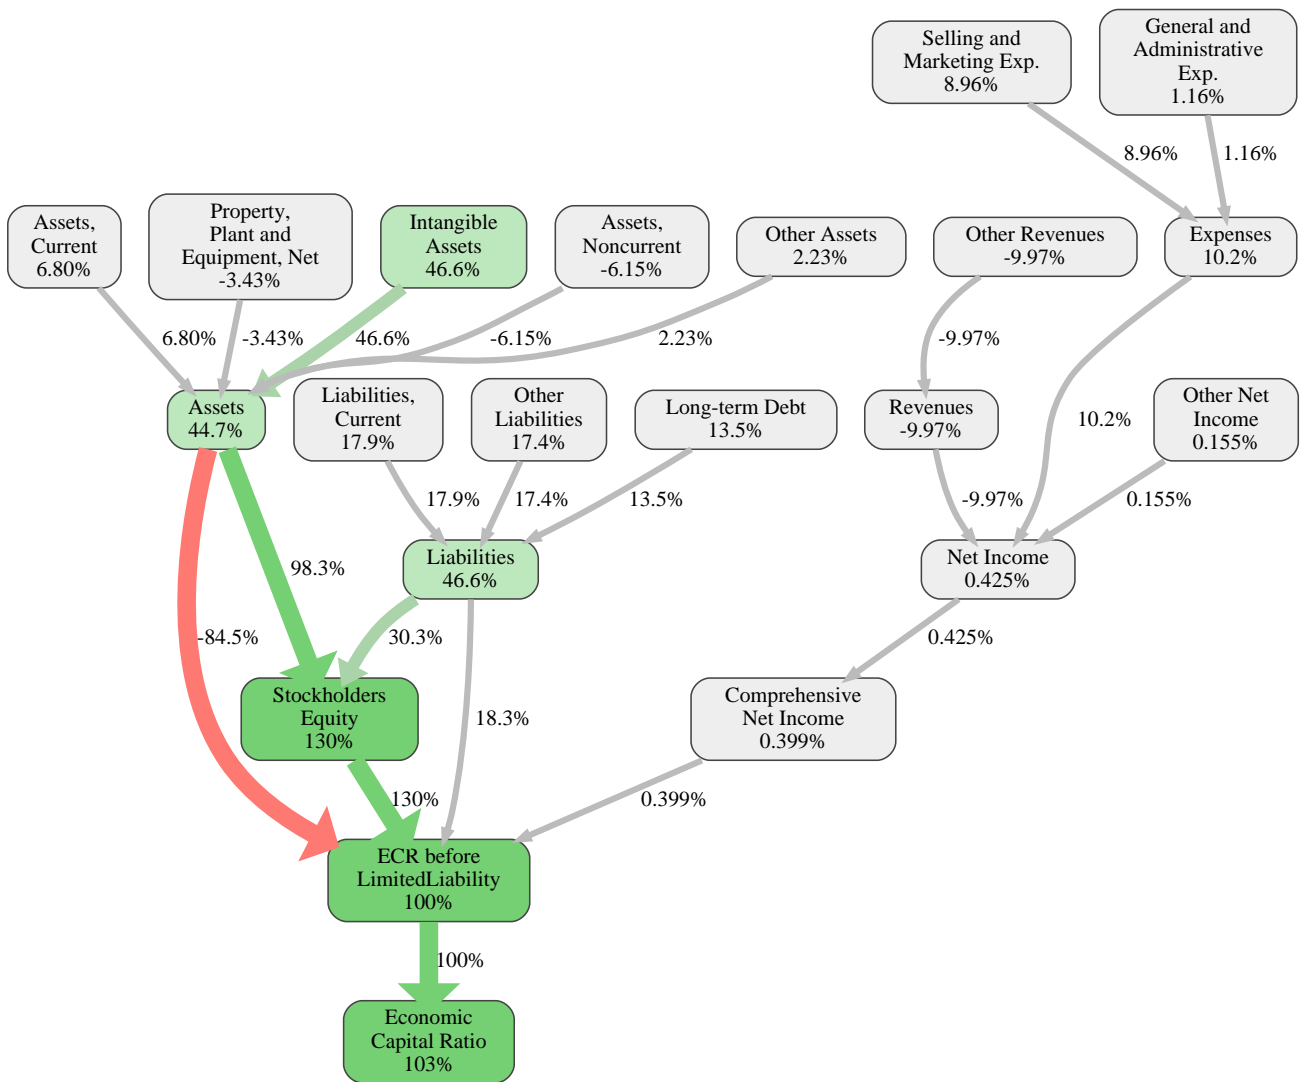 Selling and
Marketing Exp.
8.96%
General and
Administrative
Exp.
1.16%
8.96%
1.16%
Assets,
Current
6.80%
Property,
Plant and
Equipment, Net
-3.43%
Intangible
Assets
46.6%
Assets,
Noncurrent
-6.15%
Other Assets
2.23%
Other Revenues
-9.97%
Expenses
10.2%
6.80%
-3.43%
46.6%
-6.15%
2.23%
-9.97%
10.2%
Assets
44.7%
Liabilities,
Current
17.9%
Other
Liabilities
17.4%
Long-term Debt
13.5%
Revenues
-9.97%
Other Net
Income
0.155%
17.9%
17.4%
13.5%
-9.97%
0.155%
98.3%
Liabilities
46.6%
Net Income
0.425%
-84.5%
30.3%
0.425%
Stockholders
Equity
130%
18.3%
Comprehensive
Net Income
0.399%
130%
0.399%
ECR before
LimitedLiability
100%
100%
Economic
Capital Ratio
103%